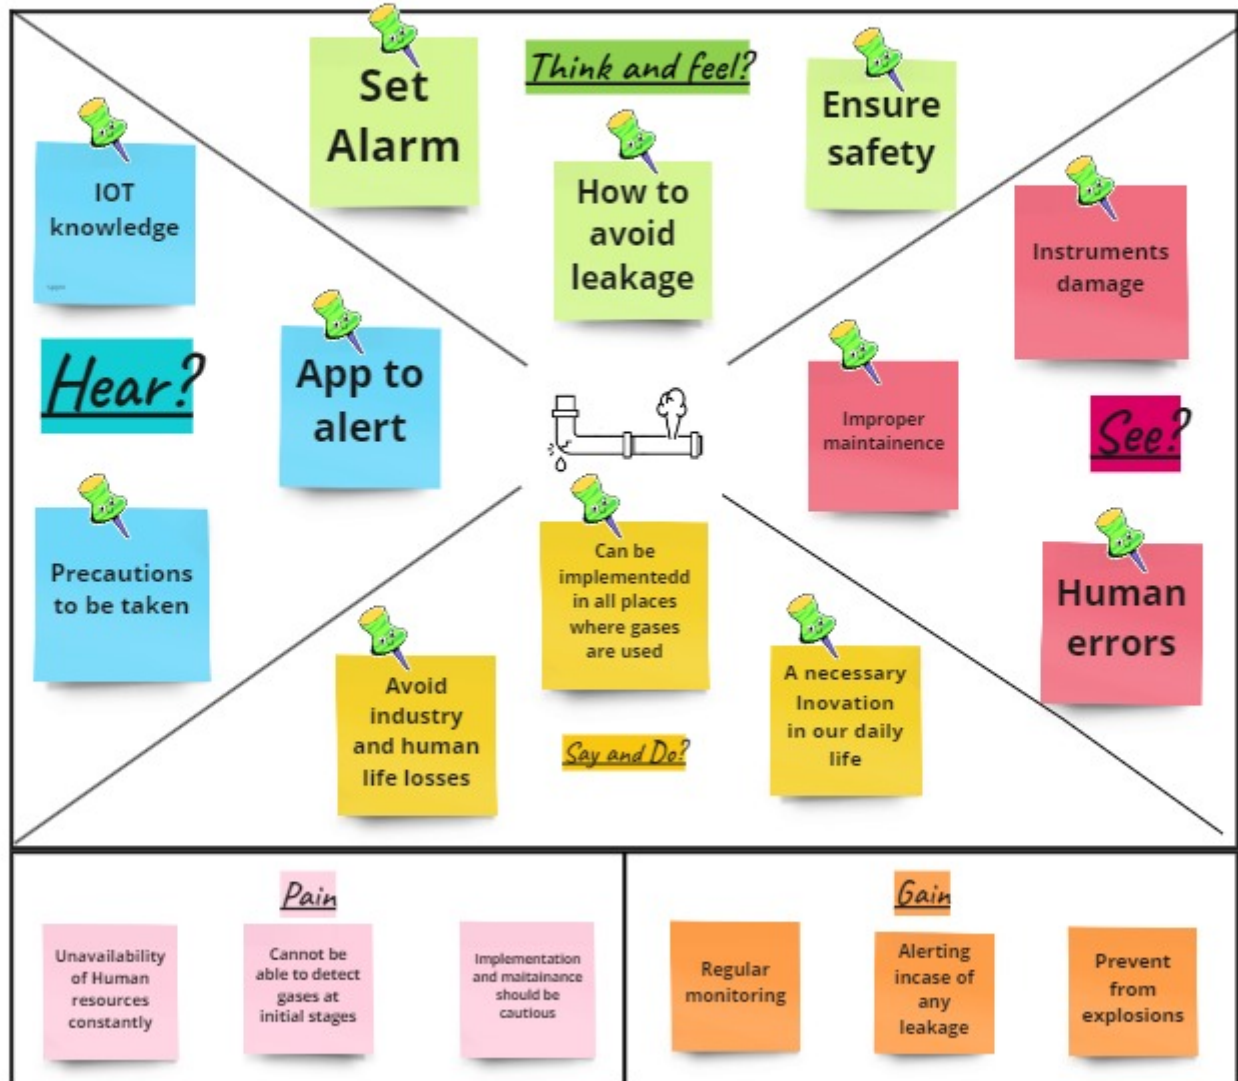 Think and feel?
Set
Alarm
How to
avoid
leakage
Ensure
safety
IOT
knowledge
Hear?
App to
alert
Precautions
to be taken
Instruments
damage
Improper
maintainence
See?
Human
errors
Can be
implementedd
in all places
where gases
are used
Avoid
industry
and human
life losses
Say and Do?
A necessary
Inovation
in our daily
life
Pain
Unavailability
of Human
resources
constantly
Cannot be
able to detect
gases at
initial stages
Implementation
and maitainance
should be
cautious
Gain
Regular
monitoring
Alerting
incase of
any
leakage
Prevent
from
explosions